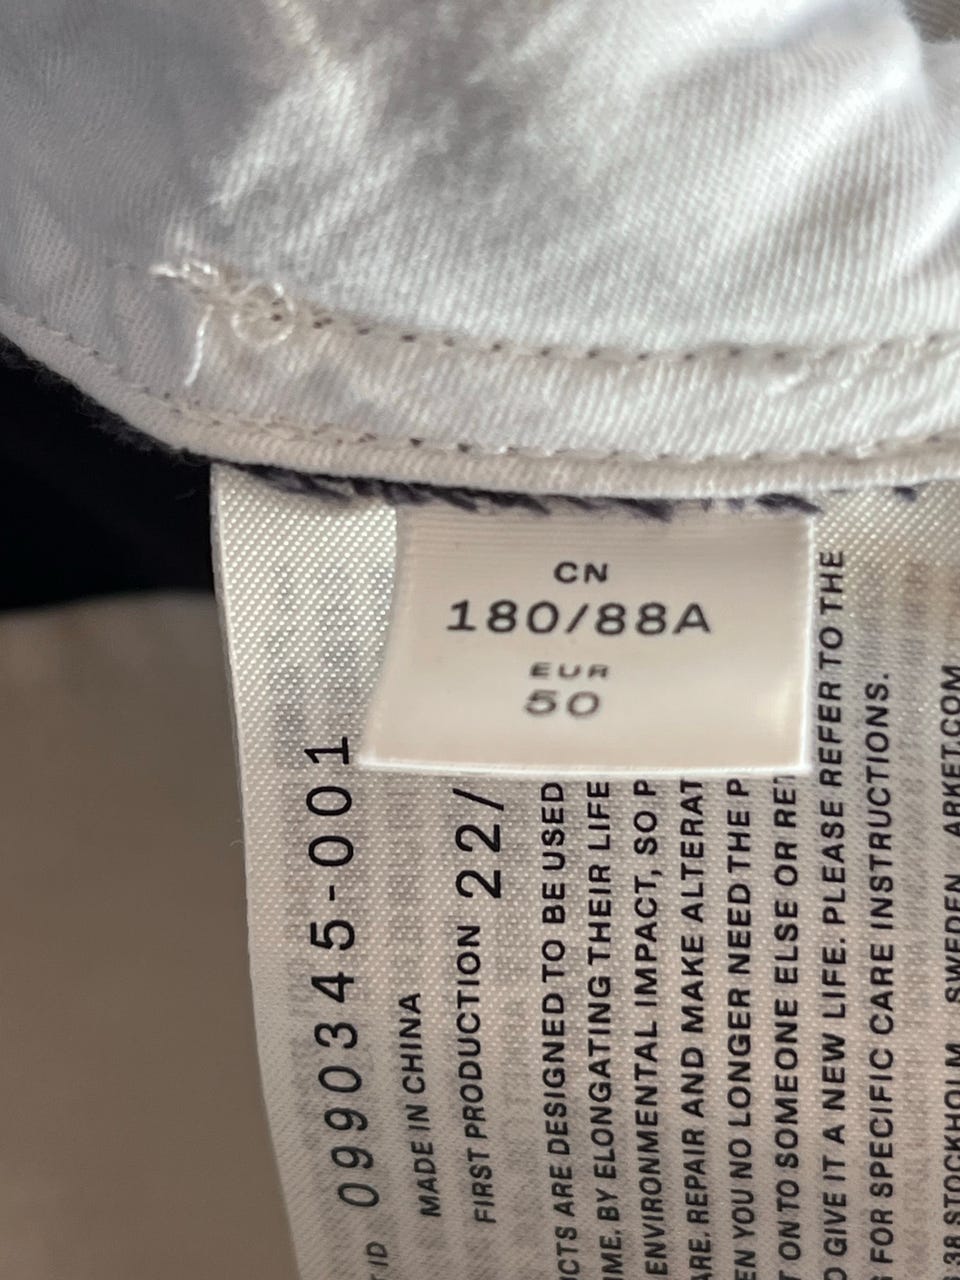 CN
180/88A
EUR
50
ID 0990345-001
MADE IN CHINA
FIRST PRODUCTION 22/
ARE DESIGNED TO BE USED
BY ELONGATING THEIR LIFE
ENVIRONMENTAL IMPACT, SO
REPAIR AND MAKE
YOU NO LONGER NEED THE
ON TO SOMEONE ELSE OR
GIVE IT A NEW LIFE. PLEASE REFER TO THE
FOR SPECIFIC CARE INSTRUCTIONS.
38 STOCKHOLM SWEDEN ARKET.COM